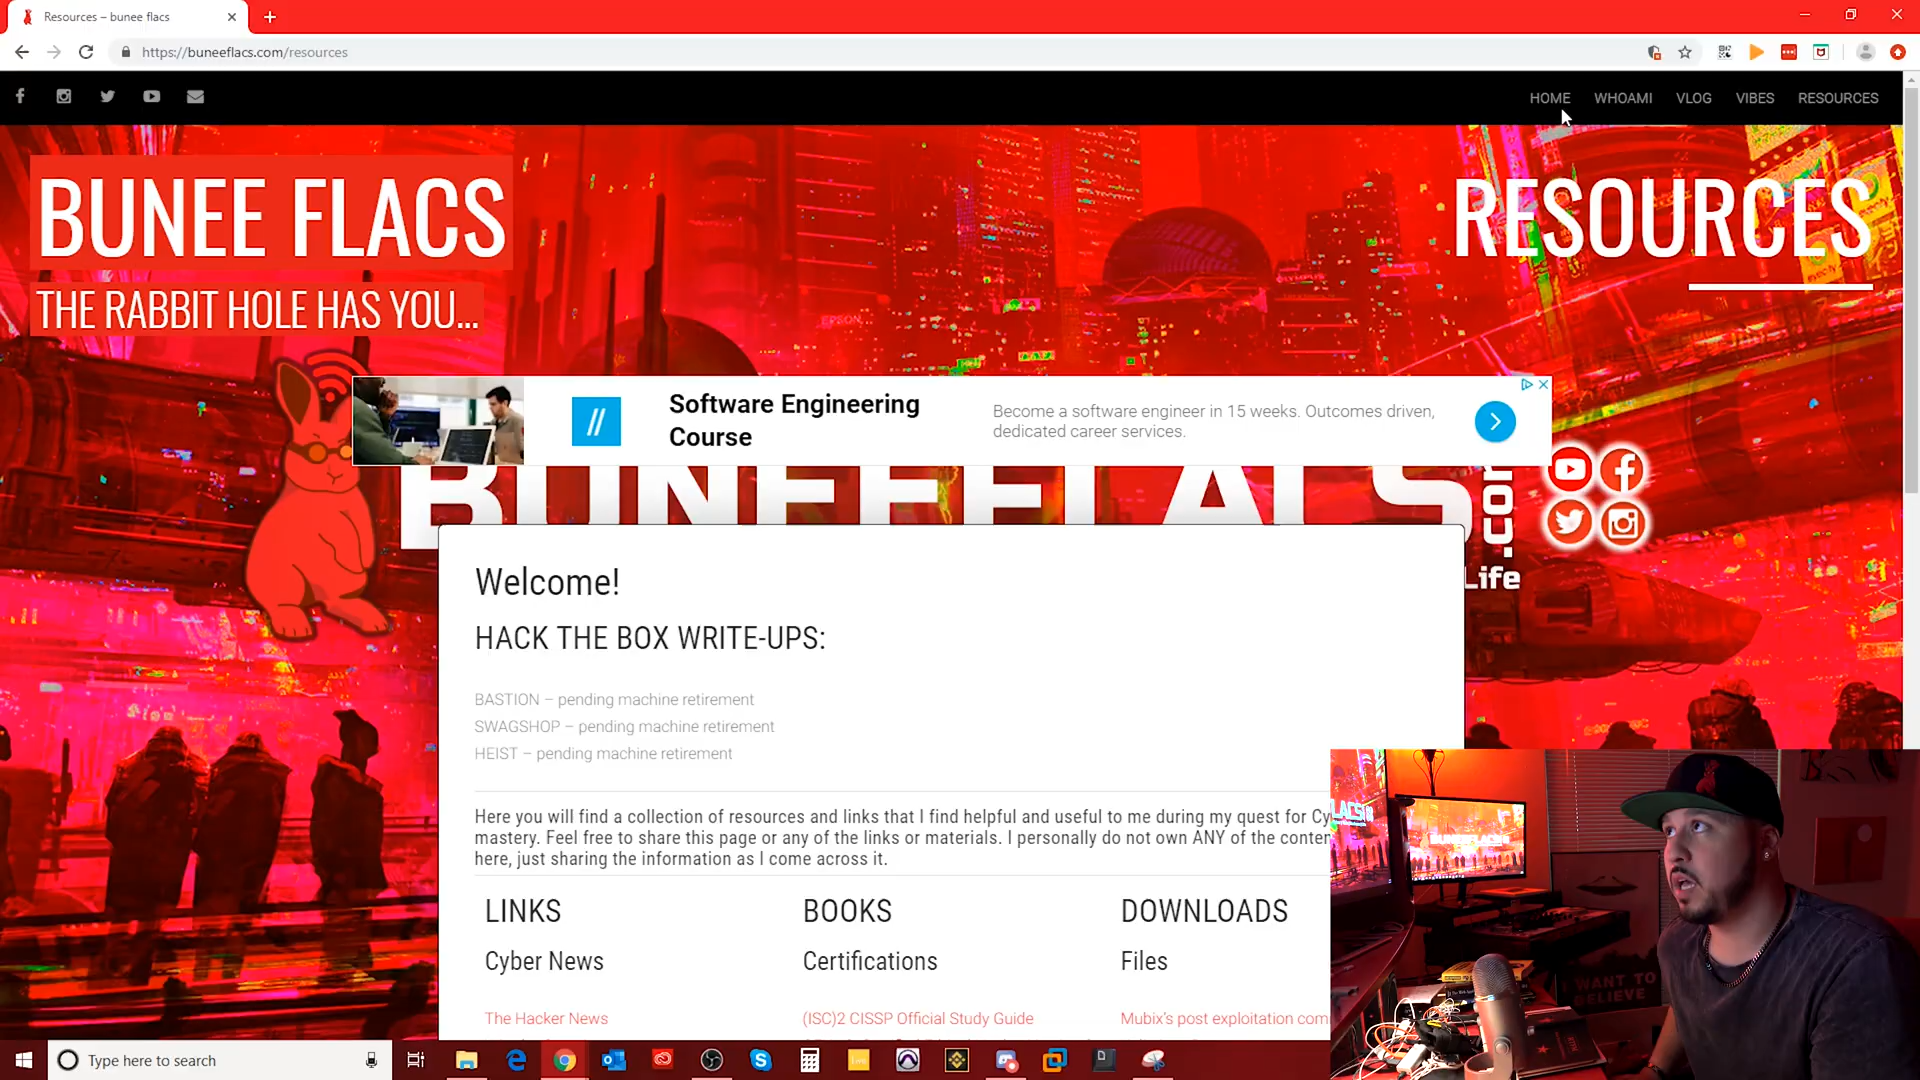 Resources – bunee flacs
https://buneeflacs.com/resources
HOME WHOAMI VLOG VIBES RESOURCES
BUNEE FLACS
RESOURCES
THE RABBIT HOLE HAS YOU...
Software Engineering
Course
Become a software engineer in 15 weeks. Outcomes driven,
dedicated career services.
BUNEEFLACS
.com
Life
Welcome!
HACK THE BOX WRITE-UPS:
BASTION – pending machine retirement
SWAGSHOP – pending machine retirement
HEIST – pending machine retirement
Here you will find a collection of resources and links that I find helpful and useful to me during my quest for Cy
mastery. Feel free to share this page or any of the links or materials. I personally do not own ANY of the conten
here, just sharing the information as I come across it.
LINKS
BOOKS
DOWNLOADS
Cyber News
Certifications
Files
The Hacker News
(ISC)2 CISSP Official Study Guide
Mubix's post exploitation com
I WANT TO
BELIEVE
Type here to search